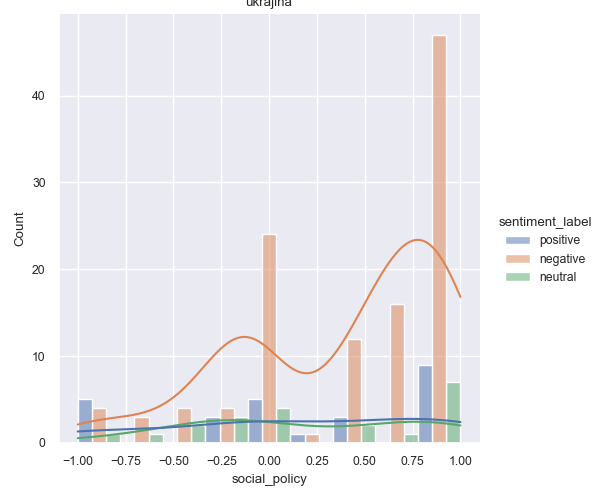 ukrajina
40
30
20
10
0
Count
−1.00 −0.75 −0.50 −0.25 0.00 0.25 0.50 0.75 1.00
social_policy
sentiment_label
positive
negative
neutral